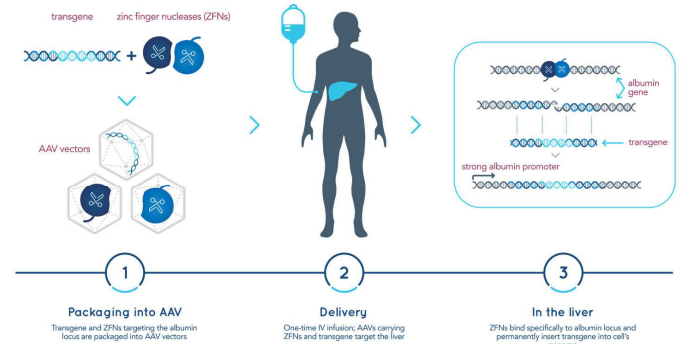 transgene
zinc finger nucleases (ZFNs)
+
AAV vectors
albumin
gene
transgene
strong albumin promoter
1
2
3
Packaging into AAV
Transgene and ZFNs targeting the albumin
locus are packaged into AAV vectors
Delivery
One-time IV infusion; AAVs carrying
ZFNs and transgene target the liver
In the liver
ZFNs bind specifically to albumin locus and
permanently insert transgene into cell's